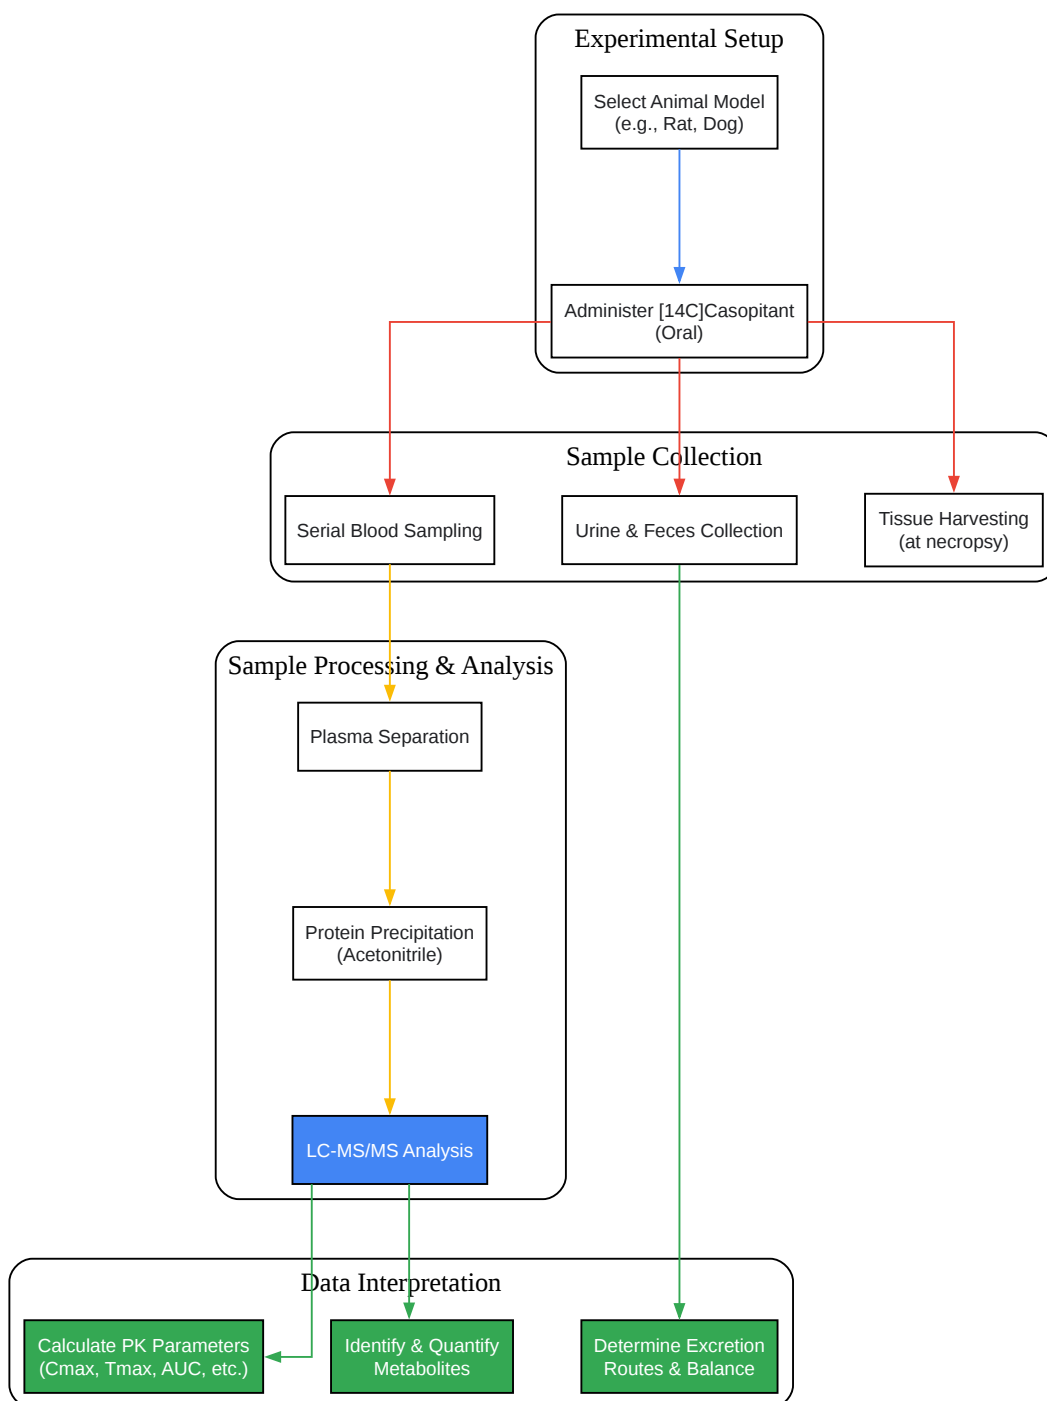 Experimental Setup
Select Animal Model
(e.g., Rat, Dog)
Administer [14C]Casopitant
(Oral)
Sample Collection
Serial Blood Sampling
Urine & Feces Collection
Tissue Harvesting
(at necropsy)
Sample Processing & Analysis
Plasma Separation
Protein Precipitation
(Acetonitrile)
LC-MS/MS Analysis
Data Interpretation
Calculate PK Parameters
(Cmax, Tmax, AUC, etc.)
Identify & Quantify
Metabolites
Determine Excretion
Routes & Balance